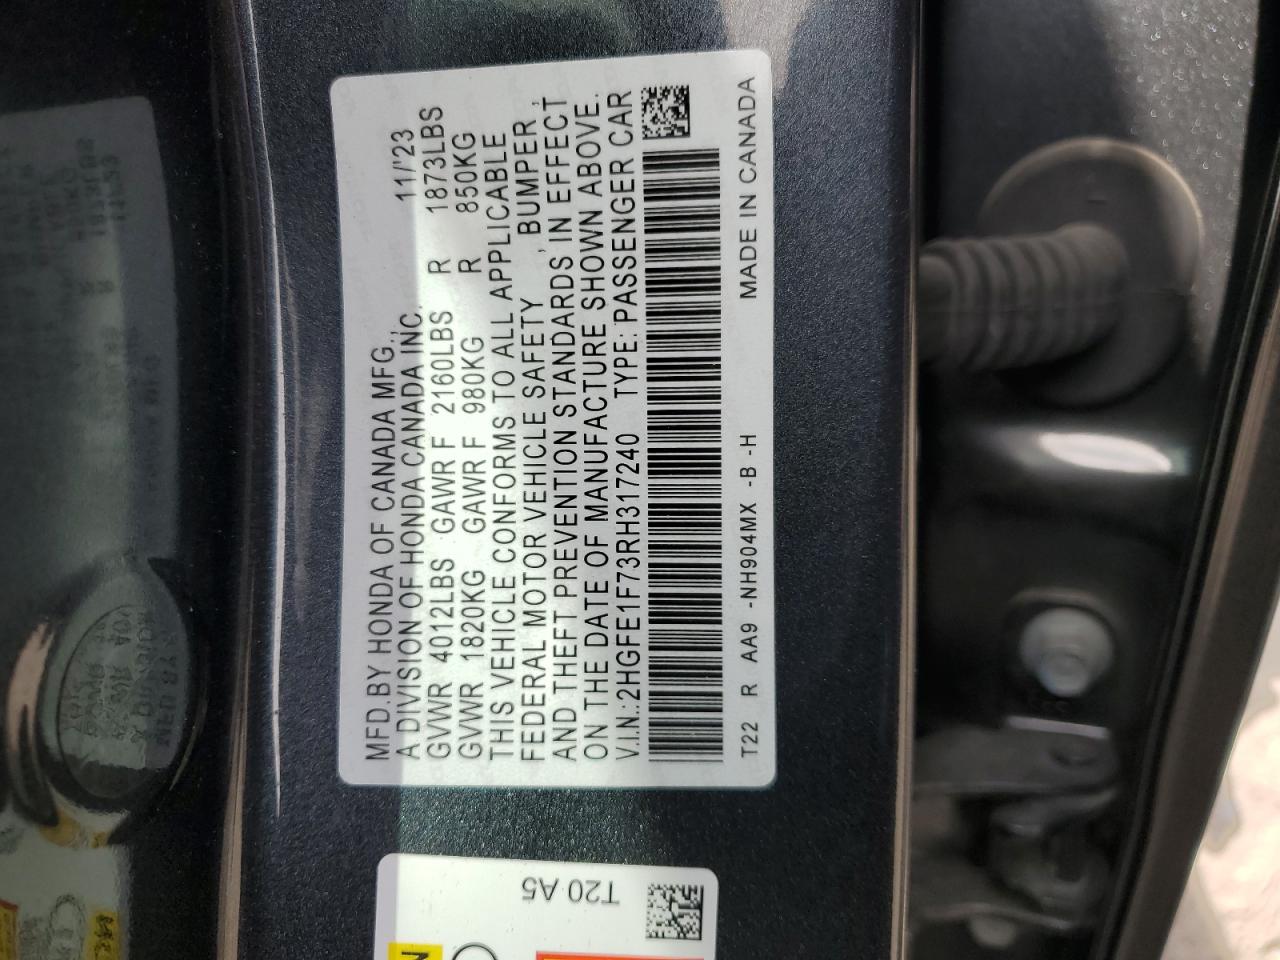 MFD.BY HONDA OF CANADA MFG.,
A DIVISION OF HONDA CANADA INC. 11/'23
GVWR 4012LBS GAWR F 2160LBS R 1873LBS
GVWR 1820KG GAWR F 980KG R 850KG
THIS VEHICLE CONFORMS TO ALL APPLICABLE
FEDERAL MOTOR VEHICLE SAFETY , BUMPER ,
AND THEFT PREVENTION STANDARDS IN EFFECT
ON THE DATE OF MANUFACTURE SHOWN ABOVE.
V.I.N.:2HGFE1F73RH317240 TYPE: PASSENGER CAR
T22 R AA9 -NH904MX -B -H MADE IN CANADA
T20 A5